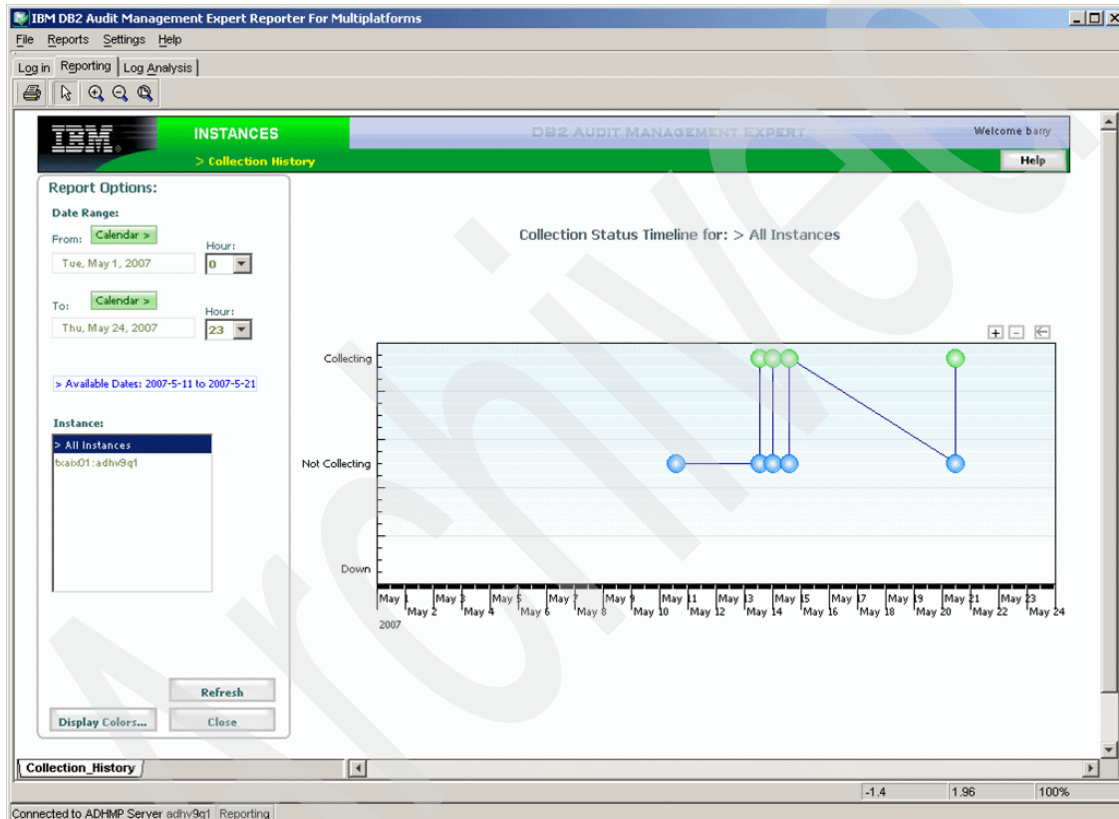 IBM DB2 Audit Management Expert Reporter For Multiplatforms
File Reports Settings Help
Log in Reporting Log Analysis
IBM. INSTANCES DB2 AUDIT MANAGEMENT EXPERT Welcome barry
> Collection History Help
Report Options:
Date Range:
From: Calendar > Hour:
Tue, May 1, 2007 0
To: Calendar > Hour:
Thu, May 24, 2007 23
> Available Dates: 2007-5-11 to 2007-5-21
Instance:
> All Instances
txaix01:adhv9q1
Refresh
Display Colors... Close
Collection Status Timeline for: > All Instances
+ -
Collecting
Not Collecting
Down
May 1 May 3 May 5 May 7 May 9 May 11 May 13 May 15 May 17 May 19 May 21 May 23
May 2 May 4 May 6 May 8 May 10 May 12 May 14 May 16 May 18 May 20 May 22 May 24
2007
Collection_History
-1.4 1.96 100%
Connected to ADHMP Server adhv9q1 Reporting
Archived